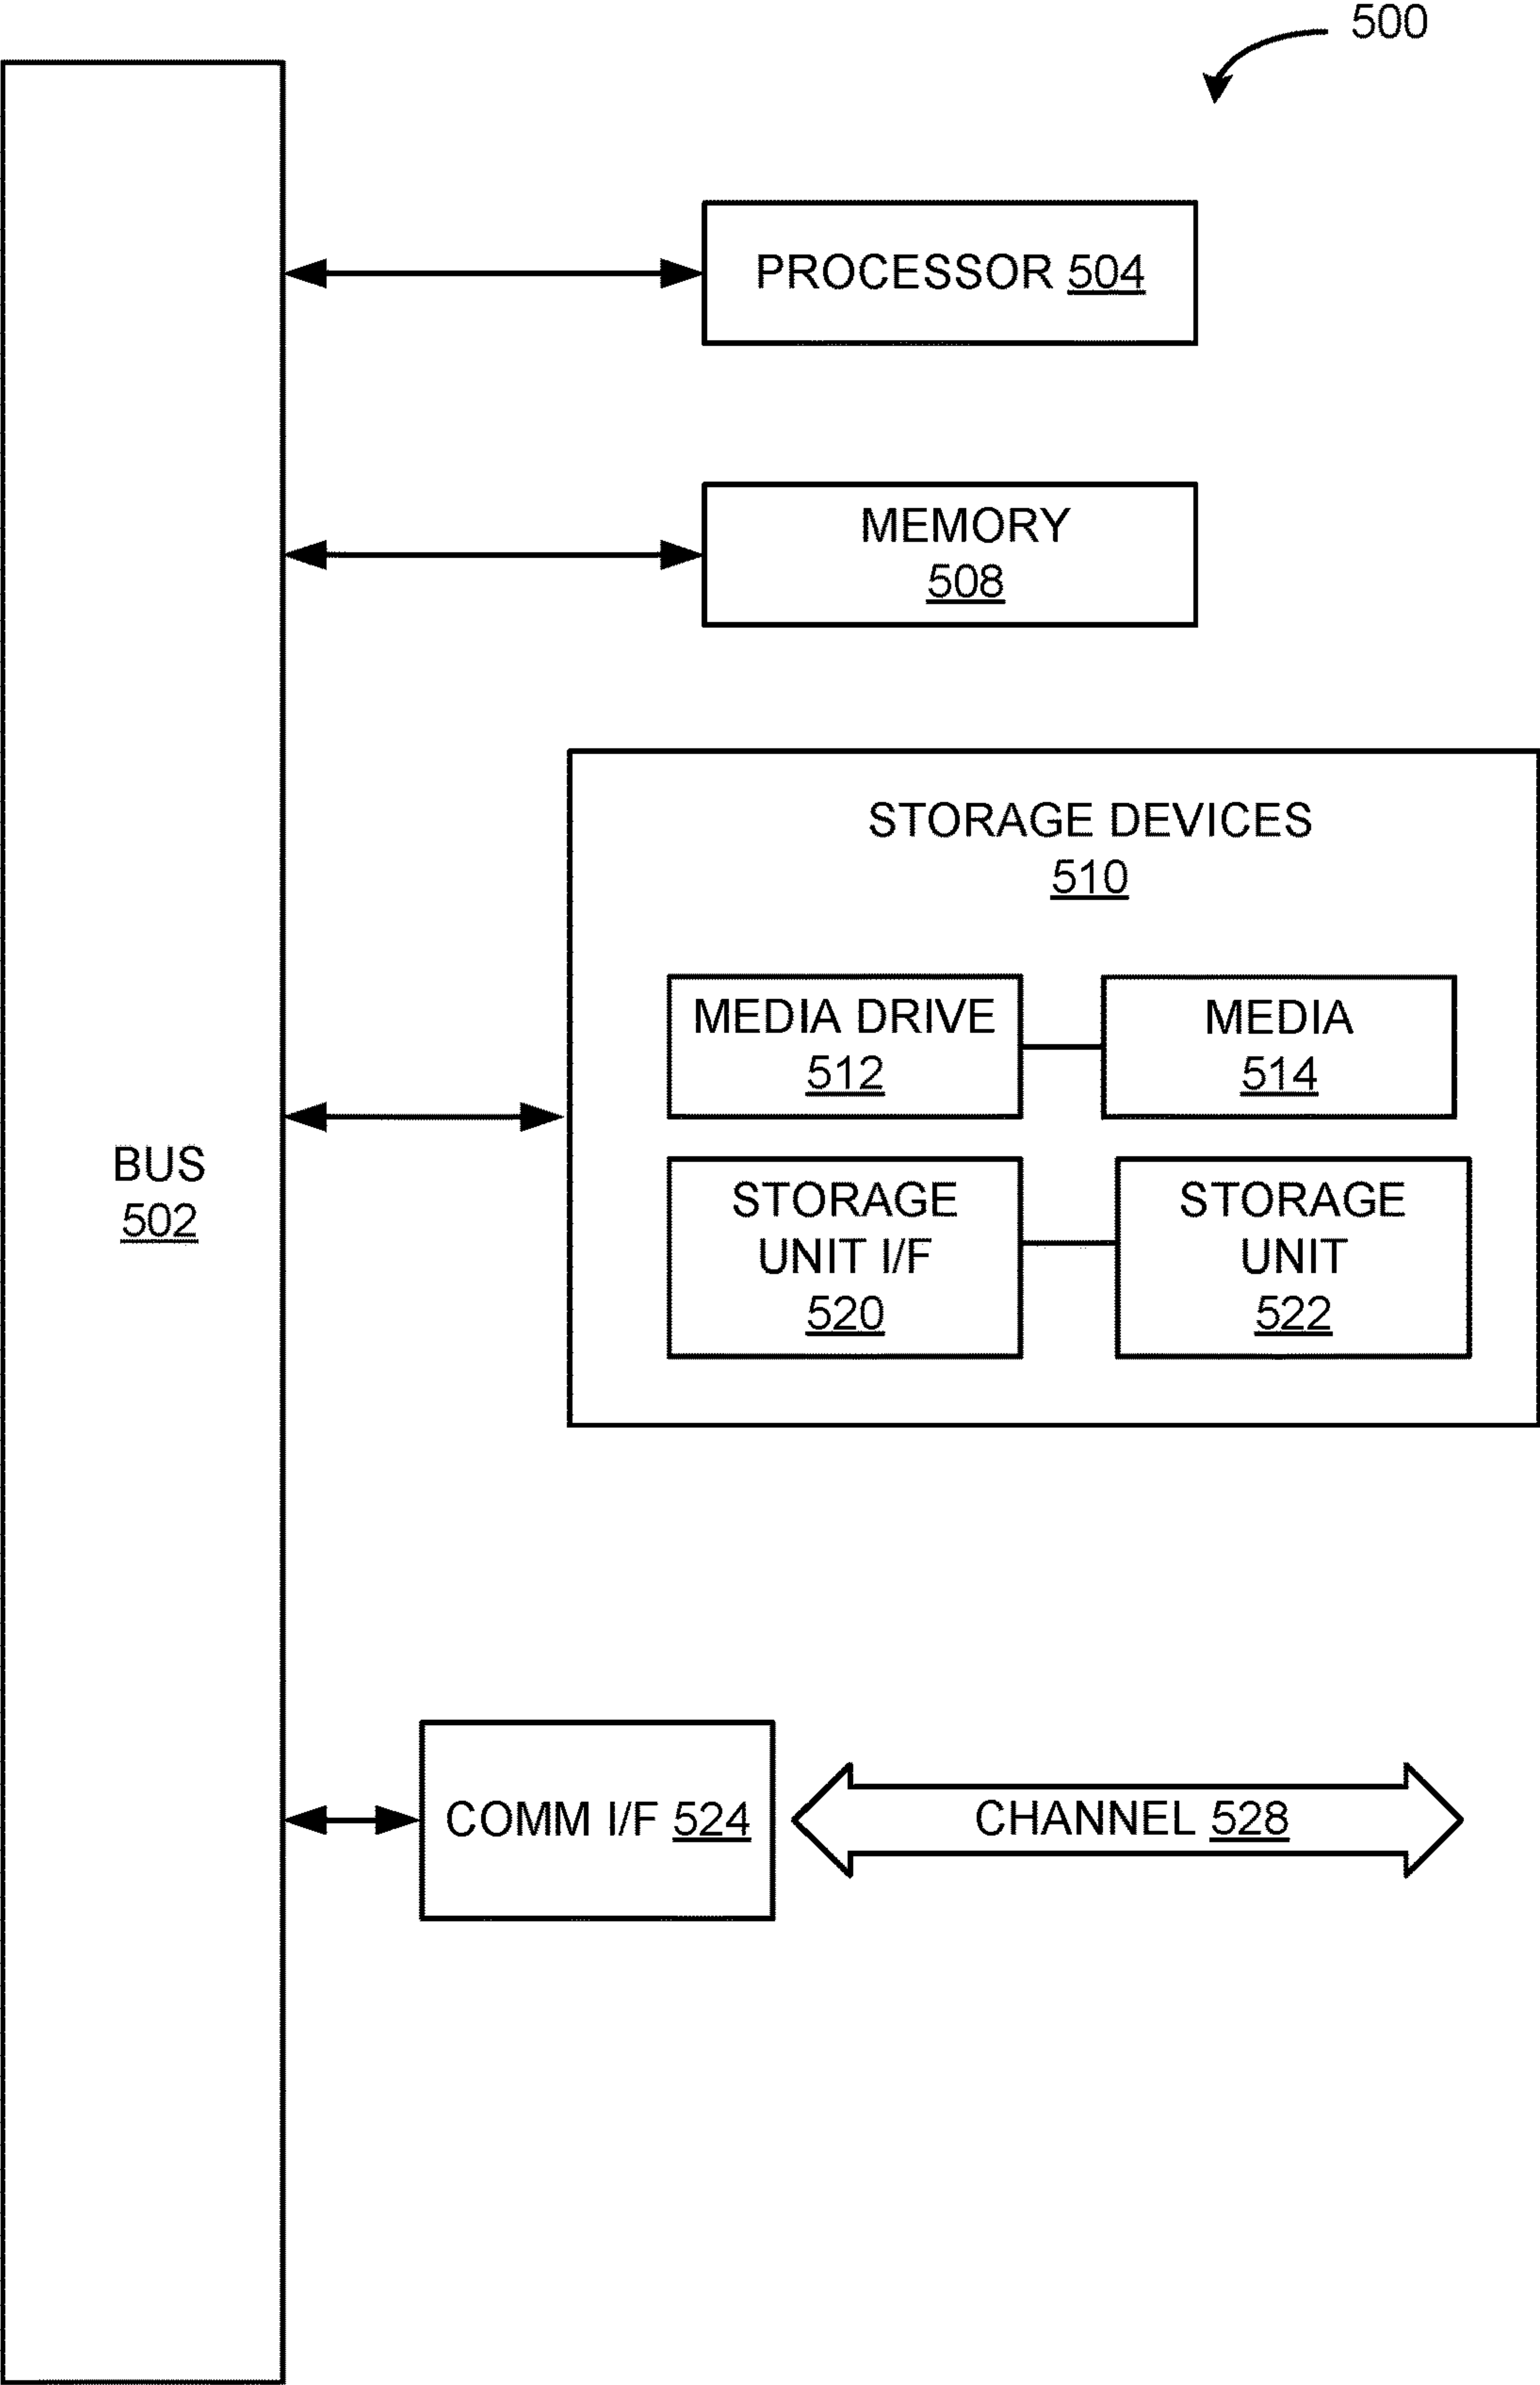 500
PROCESSOR 504
MEMORY
508
STORAGE DEVICES
510
MEDIA DRIVE
512
MEDIA
514
BUS
502
STORAGE
UNIT I/F
520
STORAGE
UNIT
522
COMM I/F 524
CHANNEL 528